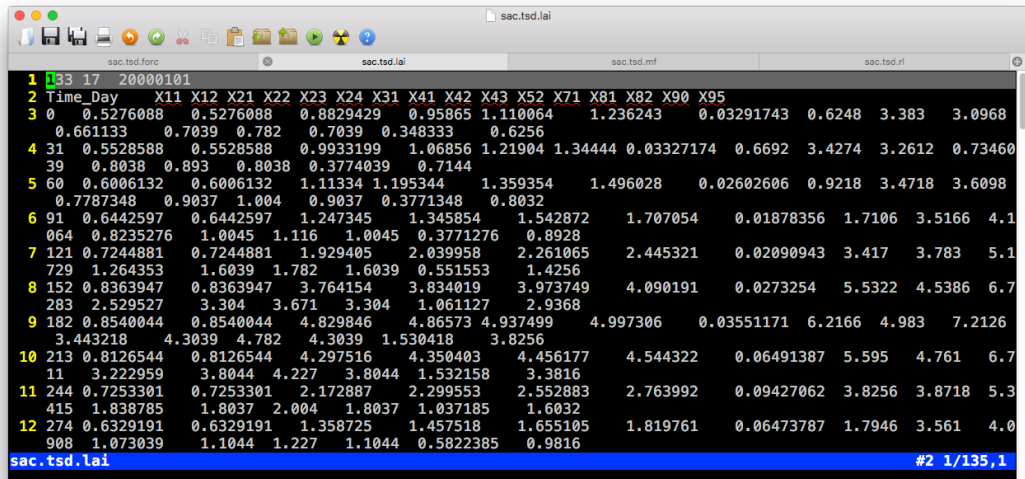 sac.tsd.lai
sac.tsd.forc sac.tsd.lai sac.tsd.mf sac.tsd.rl
1 133 17 20000101
2 Time_Day X11 X12 X21 X22 X23 X24 X31 X41 X42 X43 X52 X71 X81 X82 X90 X95
3 0 0.5276088 0.5276088 0.8829429 0.95865 1.110064 1.236243 0.03291743 0.6248 3.383 3.0968
0.661133 0.7039 0.782 0.7039 0.348333 0.6256
4 31 0.5528588 0.5528588 0.9933199 1.06856 1.21904 1.34444 0.03327174 0.6692 3.4274 3.2612 0.73460
39 0.8038 0.893 0.8038 0.3774039 0.7144
5 60 0.6006132 0.6006132 1.11334 1.195344 1.359354 1.496028 0.02602606 0.9218 3.4718 3.6098
0.7787348 0.9037 1.004 0.9037 0.3771348 0.8032
6 91 0.6442597 0.6442597 1.247345 1.345854 1.542872 1.707054 0.01878356 1.7106 3.5166 4.1
064 0.8235276 1.0045 1.116 1.0045 0.3771276 0.8928
7 121 0.7244881 0.7244881 1.929405 2.039958 2.261065 2.445321 0.02090943 3.417 3.783 5.1
729 1.264353 1.6039 1.782 1.6039 0.551553 1.4256
8 152 0.8363947 0.8363947 3.764154 3.834019 3.973749 4.090191 0.0273254 5.5322 4.5386 6.7
283 2.529527 3.304 3.671 3.304 1.061127 2.9368
9 182 0.8540044 0.8540044 4.829846 4.86573 4.937499 4.997306 0.03551171 6.2166 4.983 7.2126
3.443218 4.3039 4.782 4.3039 1.530418 3.8256
10 213 0.8126544 0.8126544 4.297516 4.350403 4.456177 4.544322 0.06491387 5.595 4.761 6.7
11 3.222959 3.8044 4.227 3.8044 1.532158 3.3816
11 244 0.7253301 0.7253301 2.172887 2.299553 2.552883 2.763992 0.09427062 3.8256 3.8718 5.3
415 1.838785 1.8037 2.004 1.8037 1.037185 1.6032
12 274 0.6329191 0.6329191 1.358725 1.457518 1.655105 1.819761 0.06473787 1.7946 3.561 4.0
908 1.073039 1.1044 1.227 1.1044 0.5822385 0.9816
sac.tsd.lai #2 1/135,1